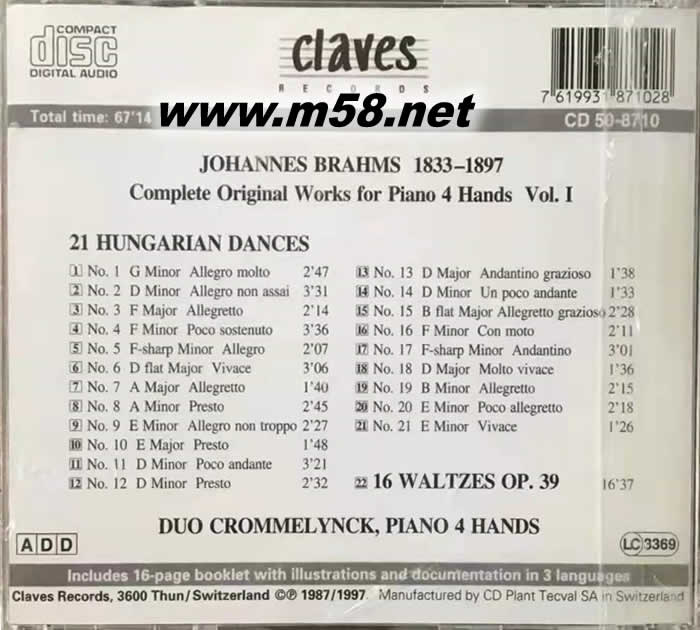 COMPACT
disc
DIGITAL AUDIO
claves
RECORDS
7 619931 871028
www.m58.net
Total time: 67'14
CD 50-8710
JOHANNES BRAHMS 1833–1897
Complete Original Works for Piano 4 Hands Vol. I
21 HUNGARIAN DANCES
1 No. 1 G Minor Allegro molto 2'47
2 No. 2 D Minor Allegro non assai 3'31
3 No. 3 F Major Allegretto 2'14
4 No. 4 F Minor Poco sostenuto 3'36
5 No. 5 F-sharp Minor Allegro 2'07
6 No. 6 D flat Major Vivace 3'06
7 No. 7 A Major Allegretto 1'40
8 No. 8 A Minor Presto 2'45
9 No. 9 E Minor Allegro non troppo 2'27
10 No. 10 E Major Presto 1'48
11 No. 11 D Minor Poco andante 3'21
12 No. 12 D Minor Presto 2'32
13 No. 13 D Major Andantino grazioso 1'38
14 No. 14 D Minor Un poco andante 1'33
15 No. 15 B flat Major Allegretto grazioso 2'28
16 No. 16 F Minor Con moto 2'11
17 No. 17 F-sharp Minor Andantino 3'01
18 No. 18 D Major Molto vivace 1'36
19 No. 19 B Minor Allegretto 2'15
20 No. 20 E Minor Poco allegretto 2'18
21 No. 21 E Minor Vivace 1'26
22 16 WALTZES OP. 39 16'37
DUO CROMMELYNCK, PIANO 4 HANDS
ADD
LC 3369
Includes 16-page booklet with illustrations and documentation in 3 languages
Claves Records, 3600 Thun/Switzerland ©℗ 1987/1997. Manufactured by CD Plant Tecval SA in Switzerland